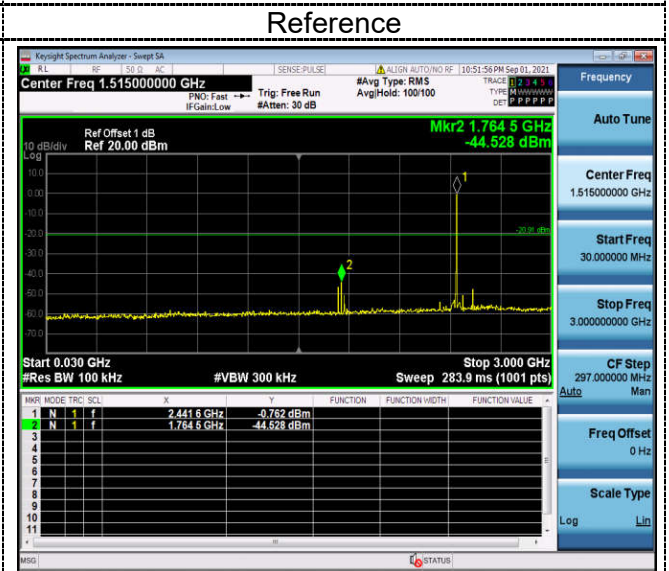 Reference
Keysight Spectrum Analyzer - Swept SA
RL RF 50 Ω AC SENSE:PULSE ALIGN AUTO/NO RF 10:51:56 PM Sep 01, 2021
Center Freq 1.515000000 GHz
PNO: Fast
IFGain:Low
Trig: Free Run
#Atten: 30 dB
#Avg Type: RMS
Avg|Hold: 100/100
TRACE 1 2 3 4 5 6
TYPE M W W W W W
DET P P P P P P
Ref Offset 1 dB
Ref 20.00 dBm
10 dB/div
Log
Mkr2 1.764 5 GHz
-44.528 dBm
10.0
0.00
-10.0
-20.0
-30.0
-40.0
-50.0
-60.0
-70.0
1
2
-20.91 dBm
Start 0.030 GHz Stop 3.000 GHz
#Res BW 100 kHz #VBW 300 kHz Sweep 283.9 ms (1001 pts)
MKR MODE TRC SCL X Y FUNCTION FUNCTION WIDTH FUNCTION VALUE
1 N 1 f 2.441 6 GHz -0.762 dBm
2 N 1 f 1.764 5 GHz -44.528 dBm
3
4
5
6
7
8
9
10
11
MSG STATUS
Frequency
Auto Tune
Center Freq
1.515000000 GHz
Start Freq
30.000000 MHz
Stop Freq
3.000000000 GHz
CF Step
297.000000 MHz
Auto Man
Freq Offset
0 Hz
Scale Type
Log Lin